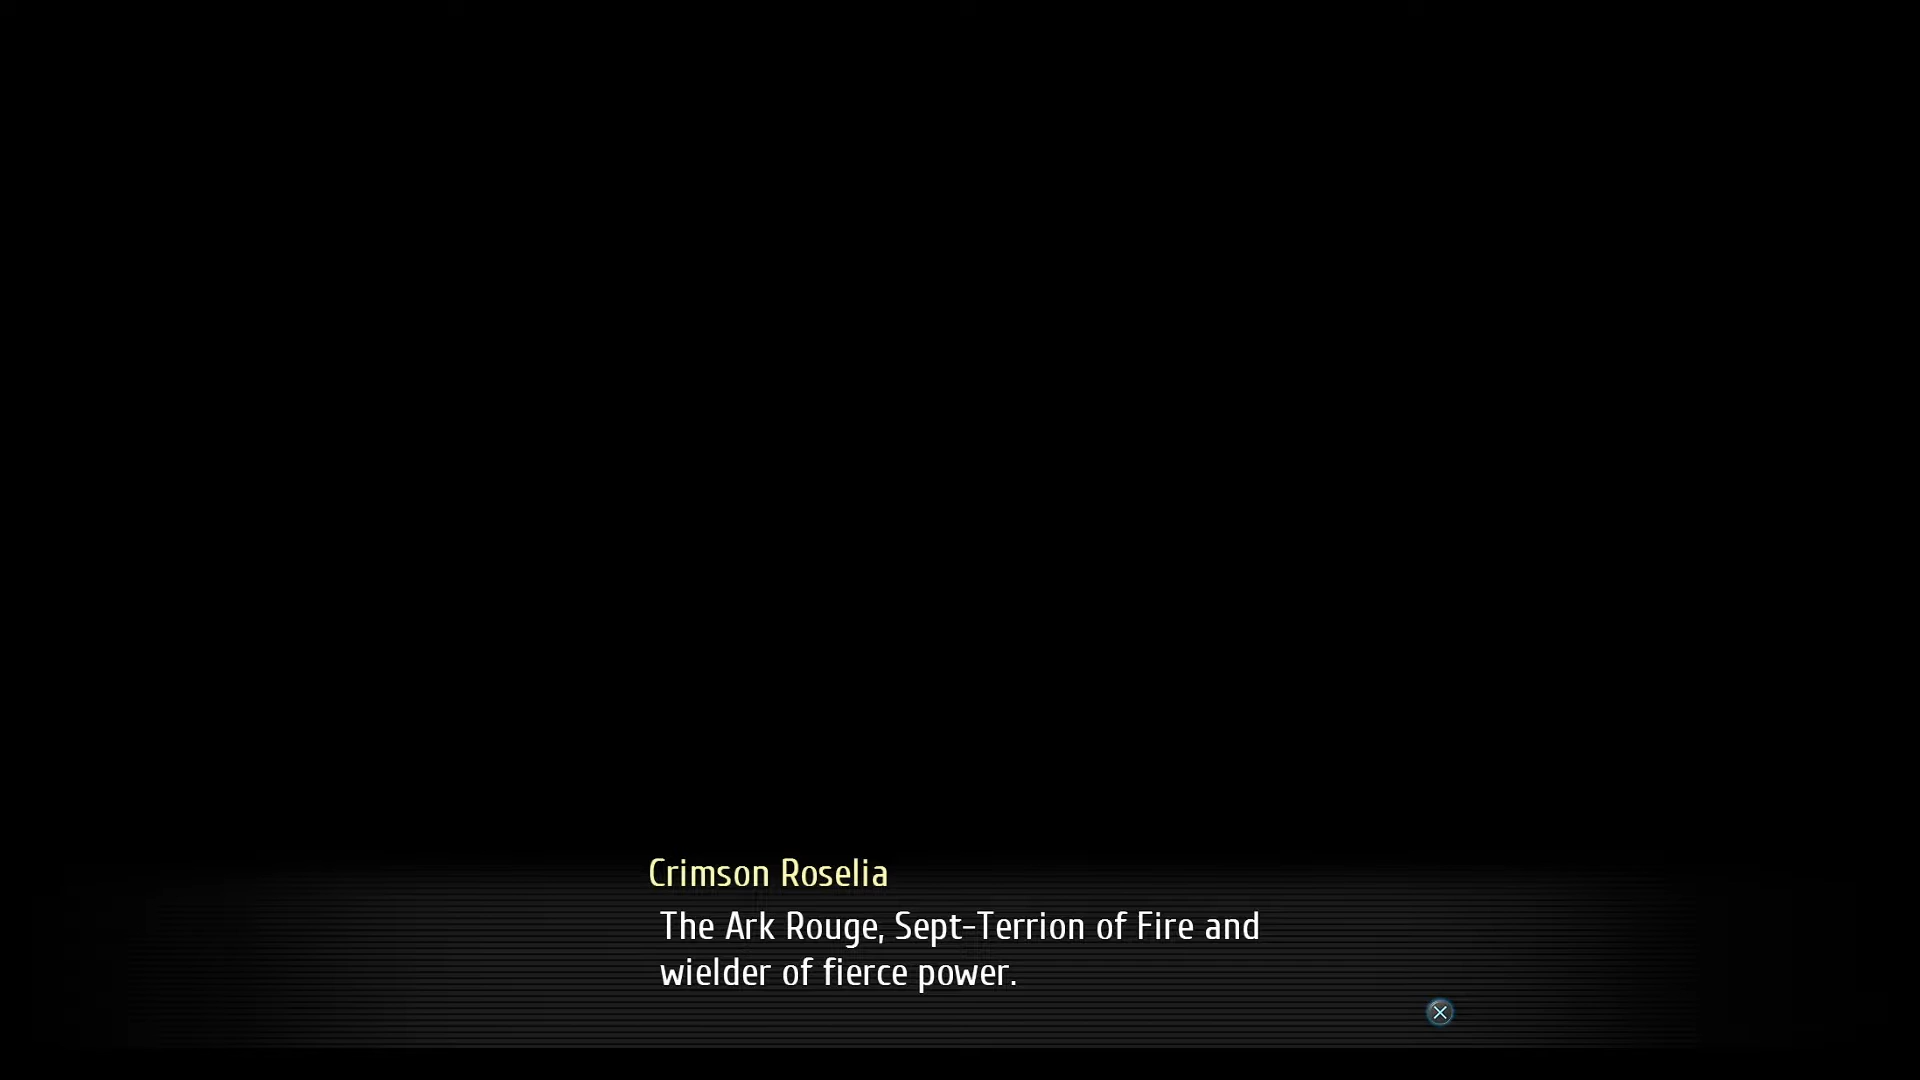 Crimson Roselia
The Ark Rouge, Sept-Terrion of Fire and
wielder of fierce power.